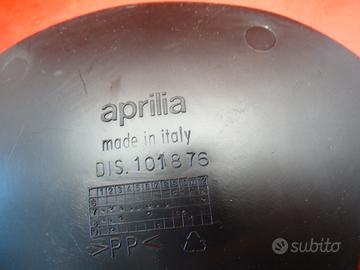 aprilia
made in italy
DIS.101876
>PP<
subito